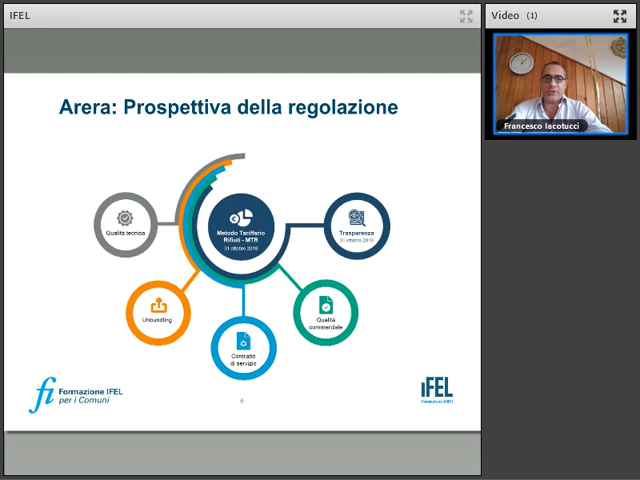 IFEL
Video (1)
Francesco Iacotucci
Arera: Prospettiva della regolazione
Qualità tecnica
Metodo Tariffario
Rifiuti - MTR
31 ottobre 2019
Trasparenza
31 ottobre 2019
Unbundling
Contratto
di servizio
Qualità
commerciale
fi
Formazione IFEL
per i Comuni
6
IFEL
Fondazione ANCI